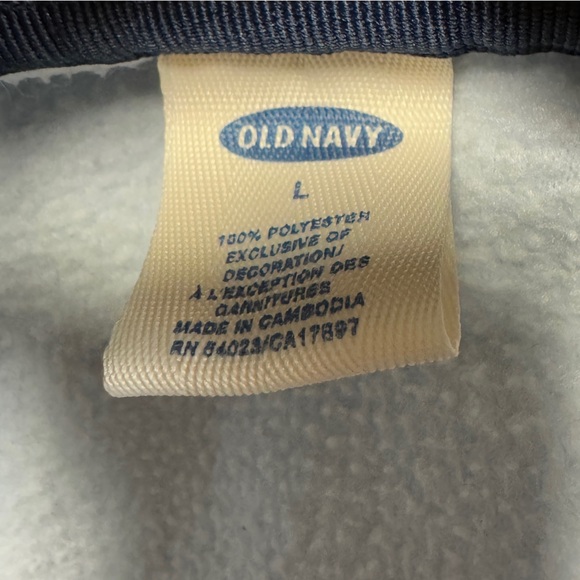 OLD NAVY
L
100% POLYESTER
EXCLUSIVE OF
DECORATION/
À L'EXCEPTION DES
GARNITURES
MADE IN CAMBODIA
RN 54023/CA17897